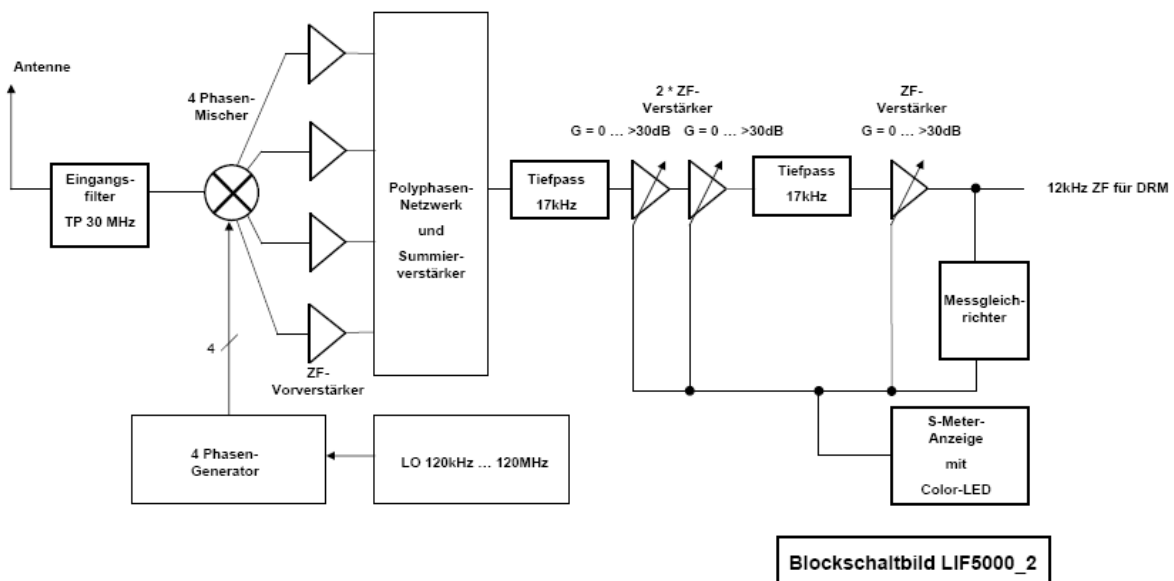 Antenne
4 Phasen-
Mischer
Eingangs-
filter
TP 30 MHz
Polyphasen-
Netzwerk
und
Summier-
verstärker
2 * ZF-
Verstärker
G = 0 ... >30dB
G = 0 ... >30dB
ZF-
Verstärker
G = 0 ... >30dB
Tiefpass
17kHz
Tiefpass
17kHz
12kHz ZF für DRM
Messgleich-
richter
4
ZF-
Vorverstärker
4 Phasen-
Generator
LO 120kHz ... 120MHz
S-Meter-
Anzeige
mit
Color-LED
Blockschaltbild LIF5000_2